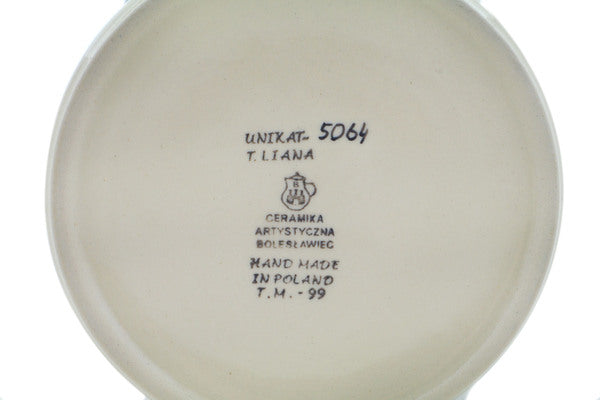 UNIKAT~ 5064
T. LIANA
B
CERAMIKA
ARTYSTYCZNA
BOLESŁAWIEC
HAND MADE
IN POLAND
T.M. - 99